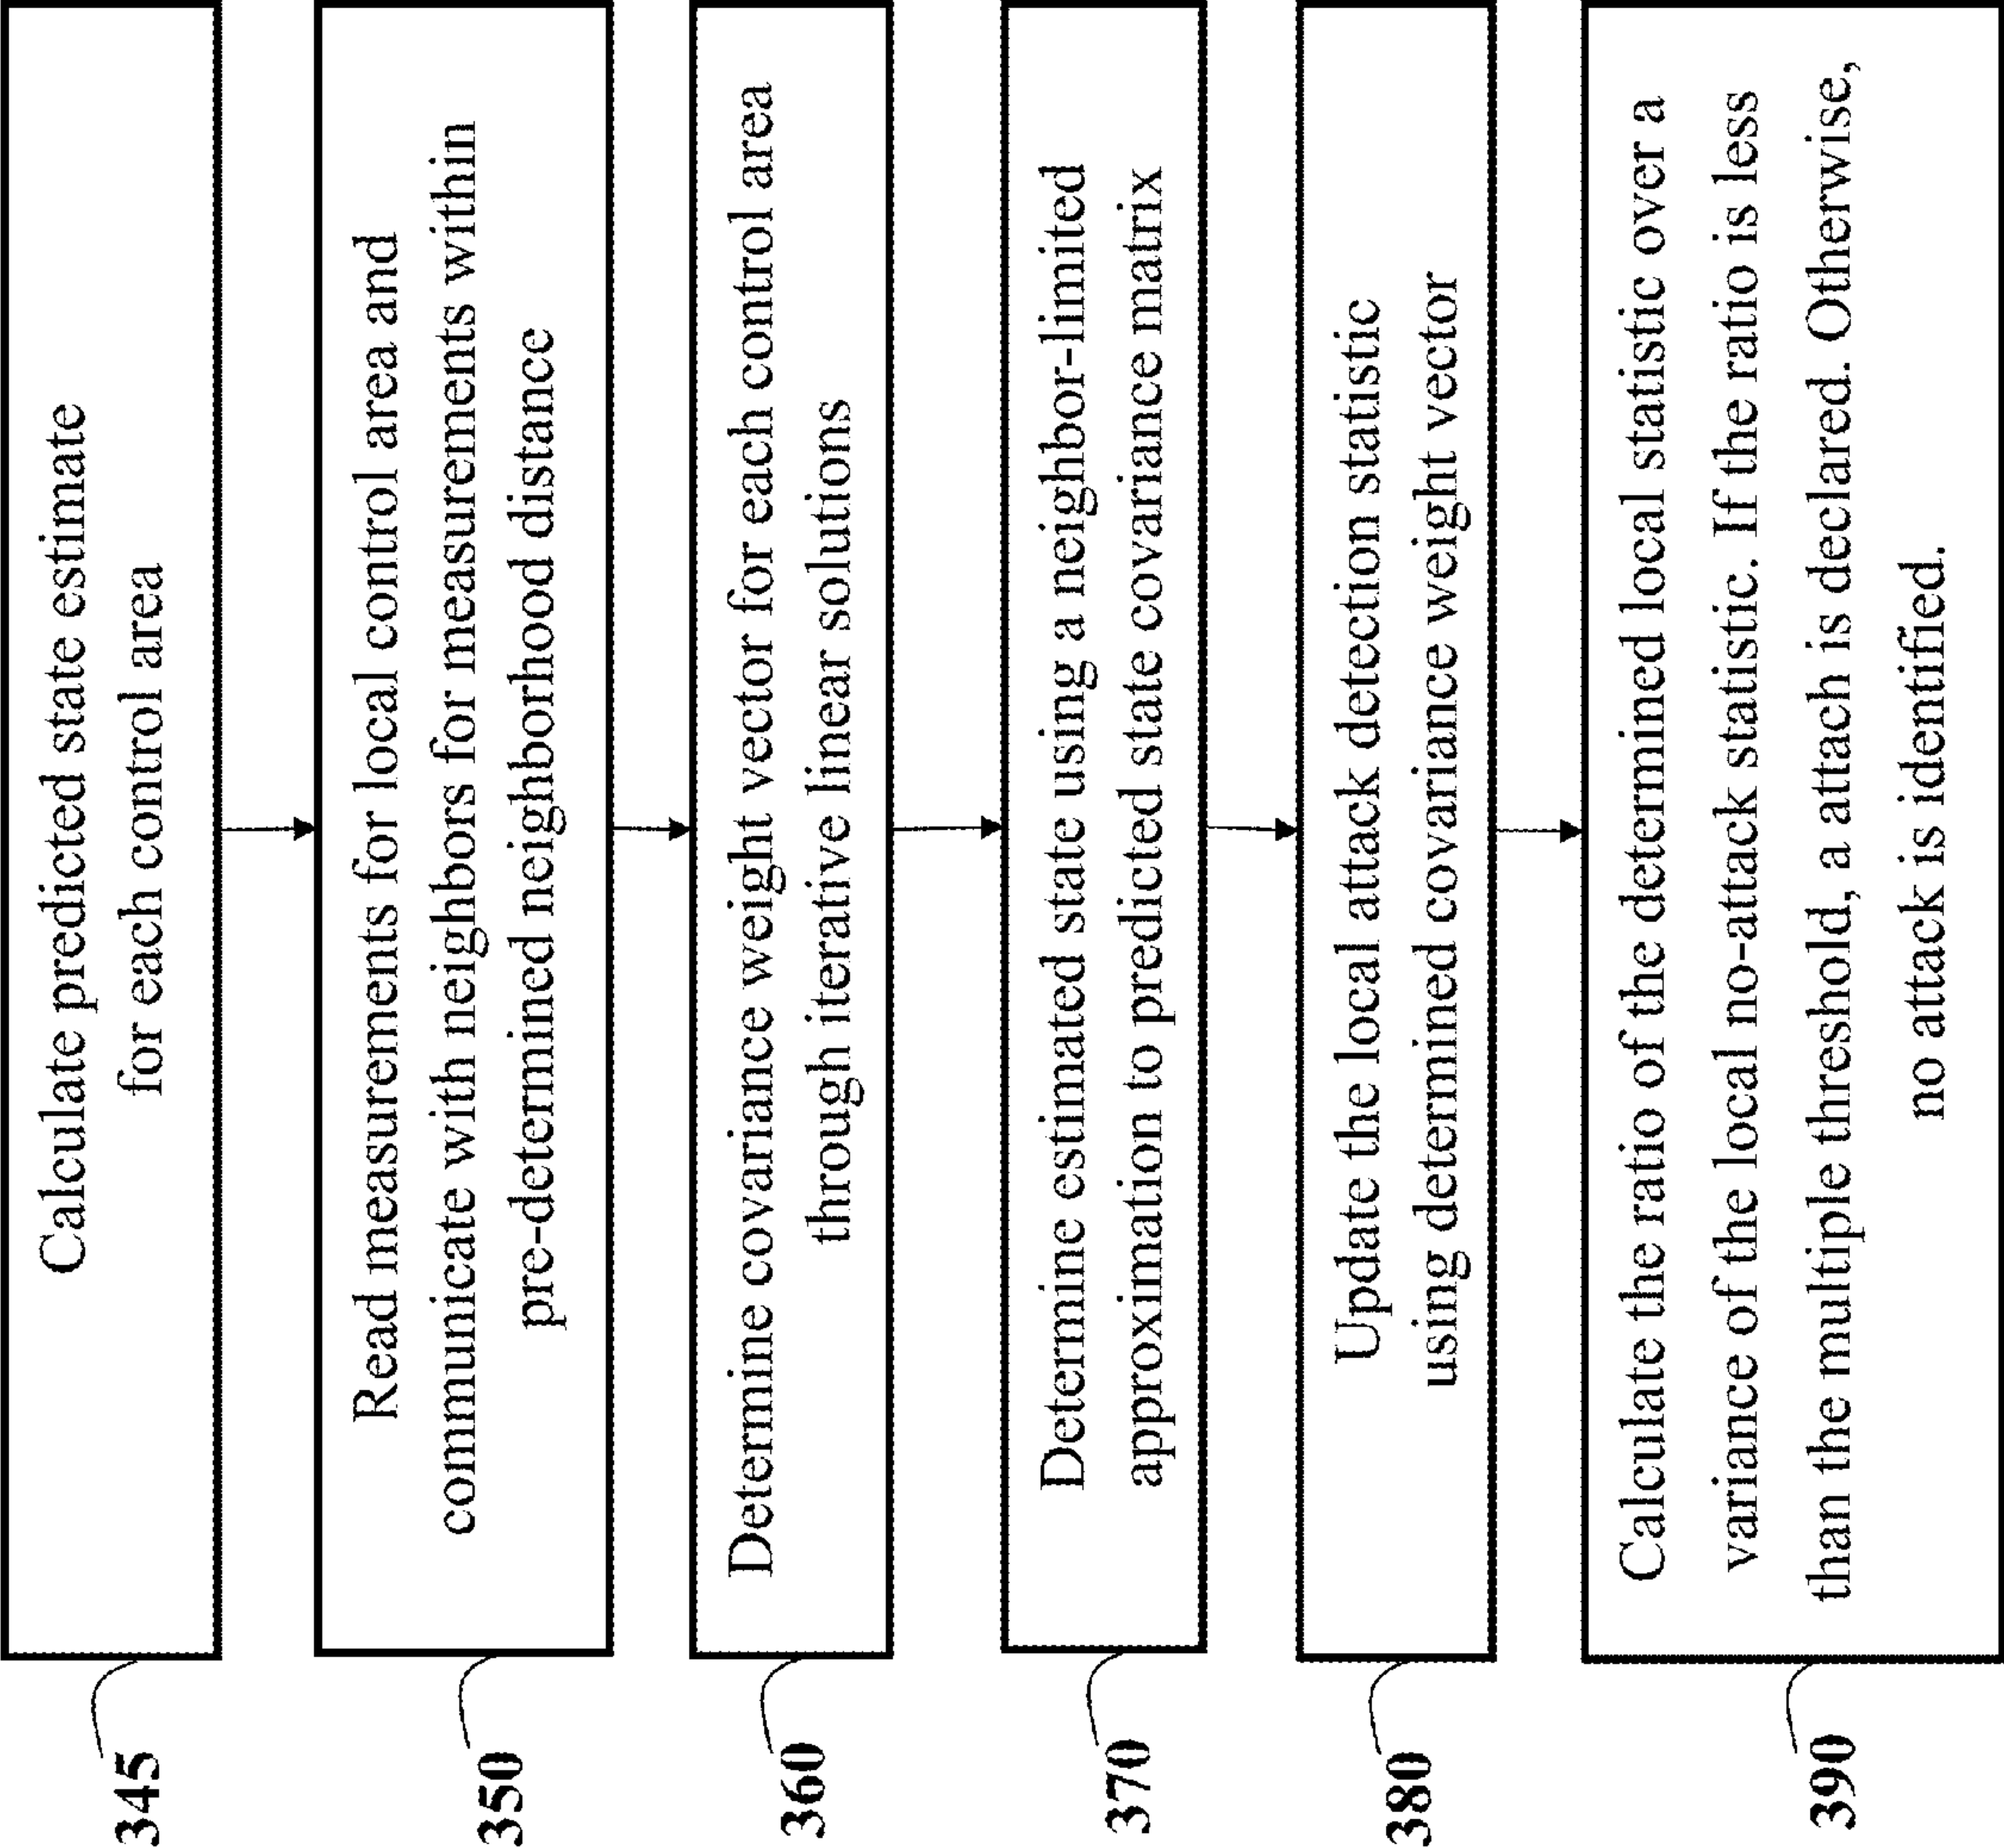 345
Calculate predicted state estimate
for each control area
350
Read measurements for local control area and
communicate with neighbors for measurements within
pre-determined neighborhood distance
360
Determine covariance weight vector for each control area
through iterative linear solutions
370
Determine estimated state using a neighbor-limited
approximation to predicted state covariance matrix
380
Update the local attack detection statistic
using determined covariance weight vector
390
Calculate the ratio of the determined local statistic over a
variance of the local no-attack statistic. If the ratio is less
than the multiple threshold, a attach is declared. Otherwise,
no attack is identified.